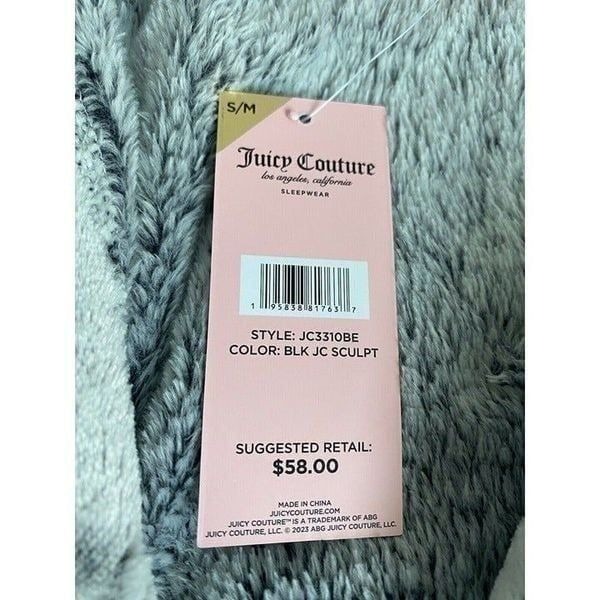 S/M
Juicy Couture
los angeles, california
SLEEPWEAR
1 95838 81763 7
STYLE: JC3310BE
COLOR: BLK JC SCULPT
SUGGESTED RETAIL:
$58.00
MADE IN CHINA
JUICYCOUTURE.COM
JUICY COUTURE™ IS A TRADEMARK OF ABG
JUICY COUTURE, LLC. © 2023 ABG JUICY COUTURE, LLC.